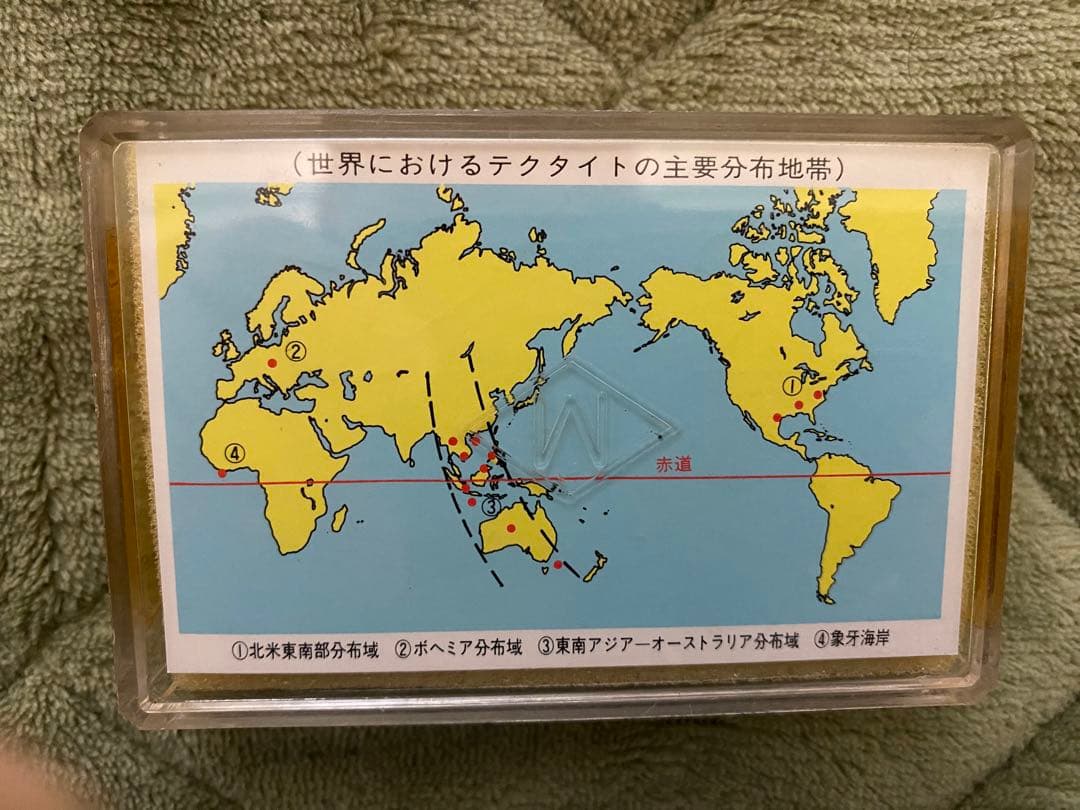 (世界におけるテクタイトの主要分布地帯)
②
①
④
赤道
③
①北米東南部分布域 ②ボヘミア分布域 ③東南アジア―オーストラリア分布域 ④象牙海岸